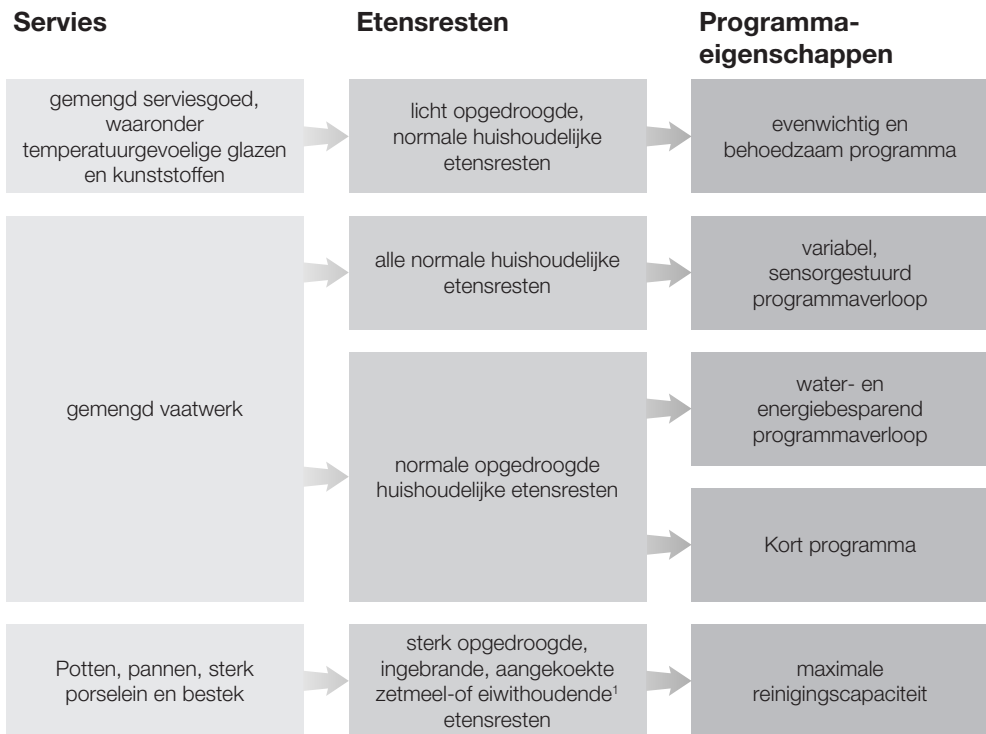 Servies
Etensresten
Programma-
eigenschappen
gemengd serviesgoed,
waaronder
temperatuurgevoelige glazen
en kunststoffen
licht opgedroogde,
normale huishoudelijke
etensresten
evenwichtig en
behoedzaam programma
gemengd vaatwerk
alle normale huishoudelijke
etensresten
variabel,
sensorgestuurd
programmaverloop
normale opgedroogde
huishoudelijke etensresten
water- en
energiebesparend
programmaverloop
Kort programma
Potten, pannen, sterk
porselein en bestek
sterk opgedroogde,
ingebrande, aangekoekte
zetmeel-of eiwithoudende¹
etensresten
maximale
reinigingscapaciteit